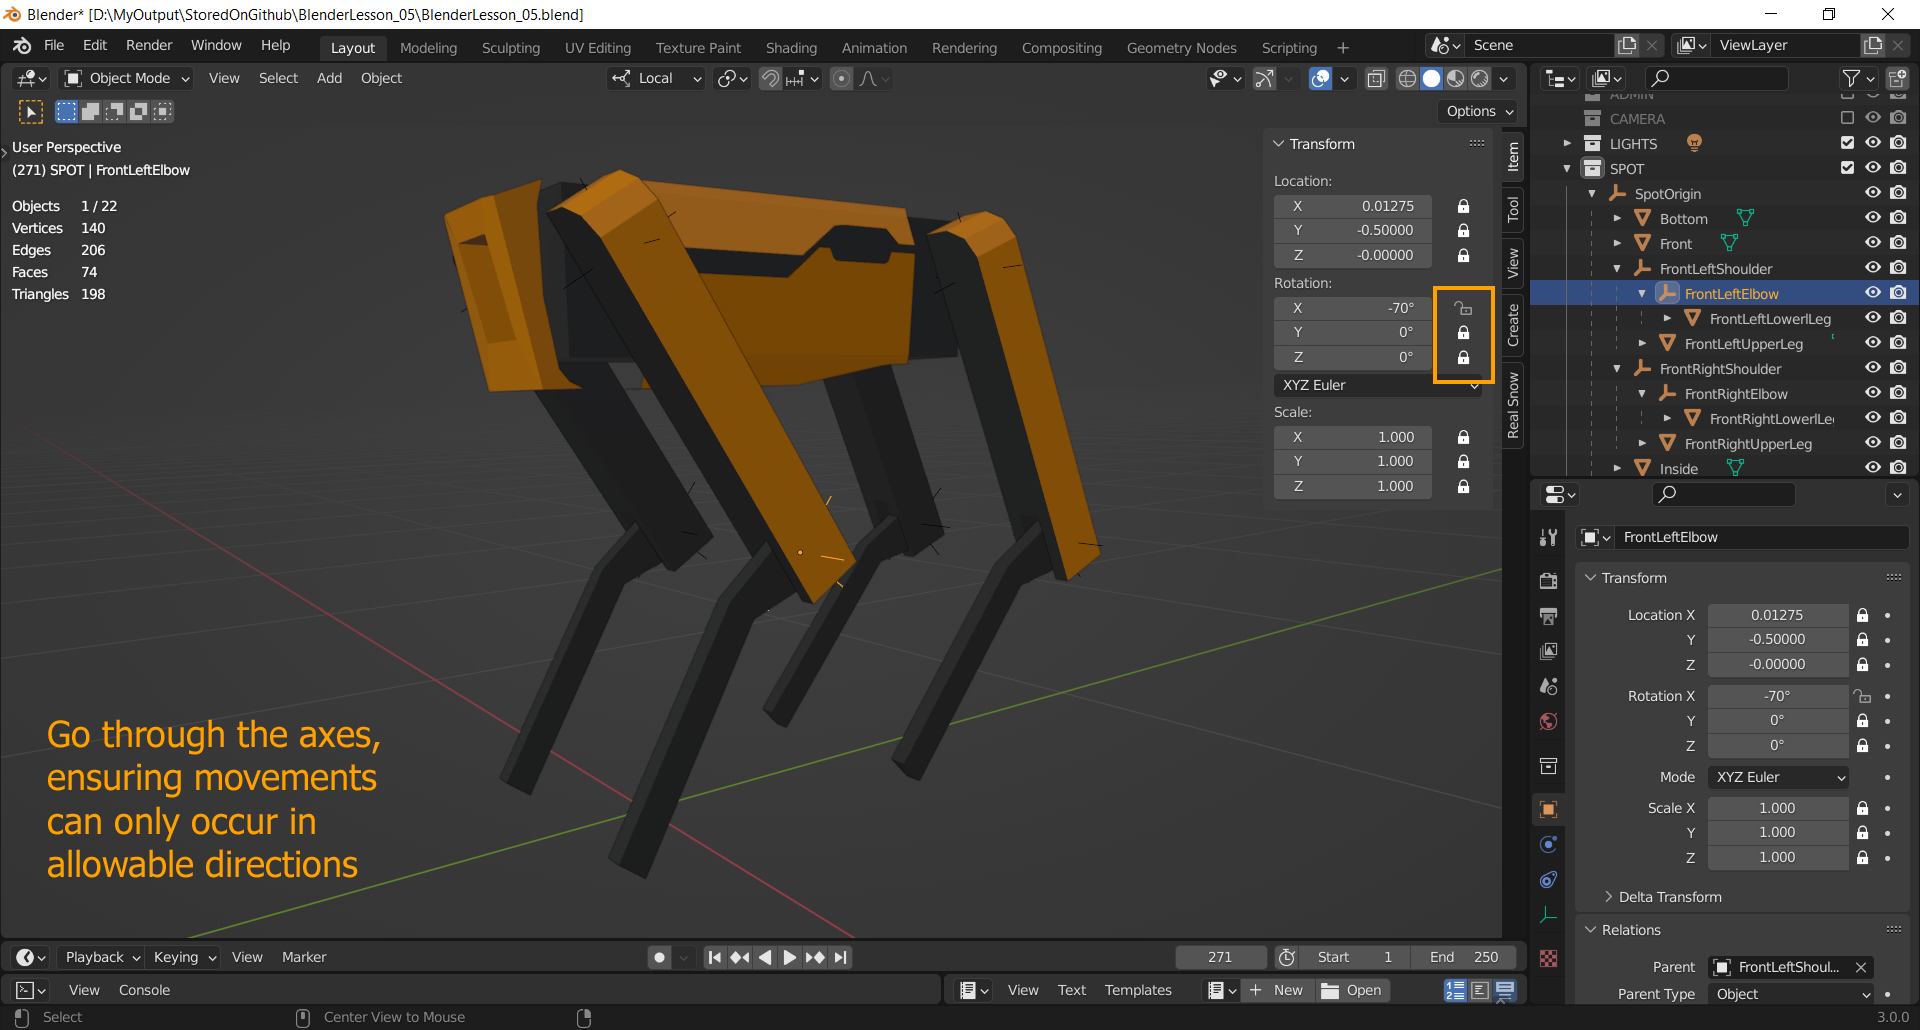 Blender* [D:\MyOutput\StoredOnGithub\BlenderLesson_05\BlenderLesson_05.blend]
File Edit Render Window Help Layout Modeling Sculpting UV Editing Texture Paint Shading Animation Rendering Compositing Geometry Nodes Scripting + Scene ViewLayer
Object Mode View Select Add Object Local
Options
User Perspective
(271) SPOT | FrontLeftElbow
Objects 1 / 22
Vertices 140
Edges 206
Faces 74
Triangles 198
Transform
Location:
X 0.01275
Y -0.50000
Z -0.00000
Rotation:
X -70°
Y 0°
Z 0°
XYZ Euler
Scale:
X 1.000
Y 1.000
Z 1.000
Item
Tool
View
Create
Real Snow
ADMIN
CAMERA
LIGHTS
SPOT
SpotOrigin
Bottom
Front
FrontLeftShoulder
FrontLeftElbow
FrontLeftLowerlLeg
FrontLeftUpperLeg
FrontRightShoulder
FrontRightElbow
FrontRightLowerlLe
FrontRightUpperLeg
Inside
FrontLeftElbow
Transform
Location X 0.01275
Y -0.50000
Z -0.00000
Rotation X -70°
Y 0°
Z 0°
Mode XYZ Euler
Scale X 1.000
Y 1.000
Z 1.000
Delta Transform
Relations
Parent FrontLeftShoul...
Parent Type Object
Go through the axes,
ensuring movements
can only occur in
allowable directions
Playback Keying View Marker 271 Start 1 End 250
View Console View Text Templates New Open
Select Center View to Mouse 3.0.0